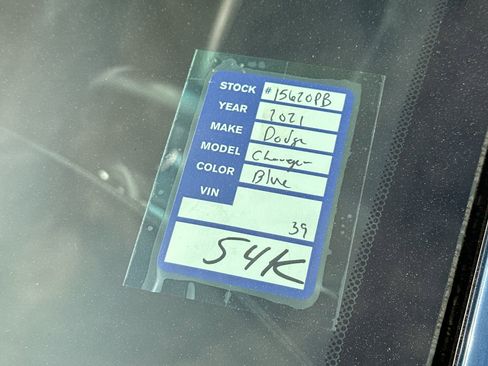 STOCK #15620PB
YEAR 2021
MAKE Dodge
MODEL Charger
COLOR Blue
VIN
39
54K